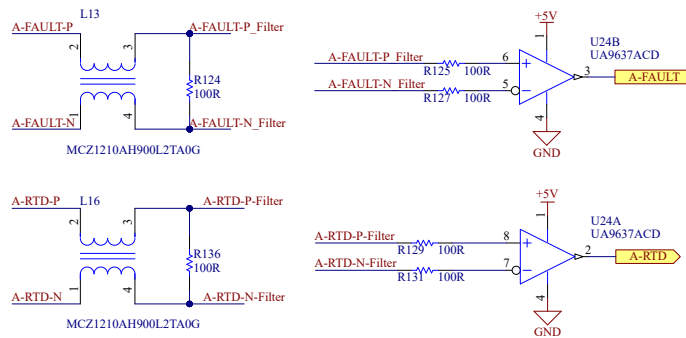 L13
A-FAULT-P
A-FAULT-P_Filter
2
3
R124
100R
1
4
A-FAULT-N
A-FAULT-N_Filter
MCZ1210AH900L2TA0G
+5V
U24B
UA9637ACD
1
A-FAULT-P_Filter
R125
100R
6
A-FAULT-N_Filter
R127
100R
5
3
A-FAULT
4
GND
L16
A-RTD-P
A-RTD-P-Filter
2
3
R136
100R
1
4
A-RTD-N
A-RTD-N-Filter
MCZ1210AH900L2TA0G
+5V
U24A
UA9637ACD
1
A-RTD-P-Filter
R129
100R
8
A-RTD-N-Filter
R131
100R
7
2
A-RTD
4
GND